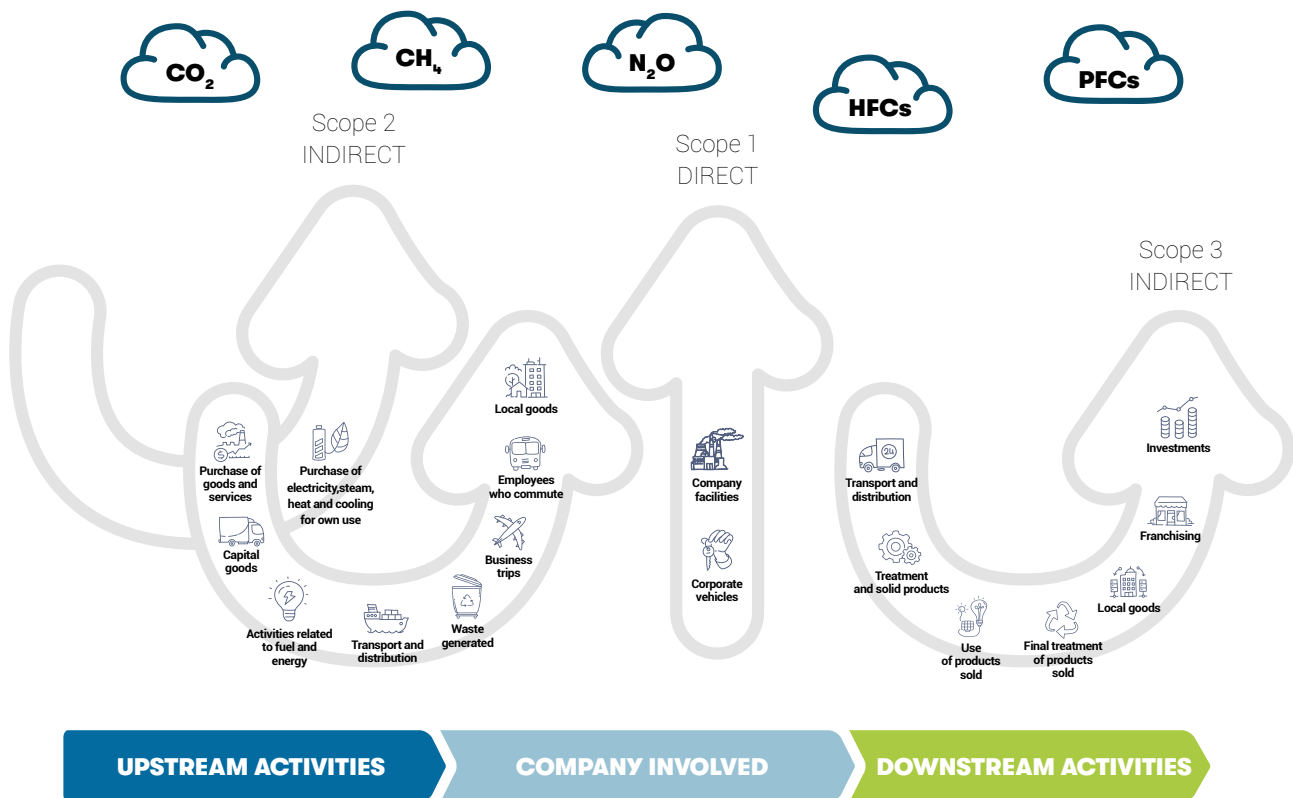 CO₂
CH₄
N₂O
HFCs
PFCs
Scope 2
INDIRECT
Scope 1
DIRECT
Scope 3
INDIRECT
Local goods
Purchase of
goods and
services
Purchase of
electricity,steam,
heat and cooling
for own use
Employees
who commute
Capital
goods
Business
trips
Activities related
to fuel and
energy
Transport and
distribution
Waste
generated
Company
facilities
Corporate
vehicles
24
Transport and
distribution
Treatment
and solid products
Use
of products
sold
Final treatment
of products
sold
Local goods
Franchising
Investments
UPSTREAM ACTIVITIES
COMPANY INVOLVED
DOWNSTREAM ACTIVITIES